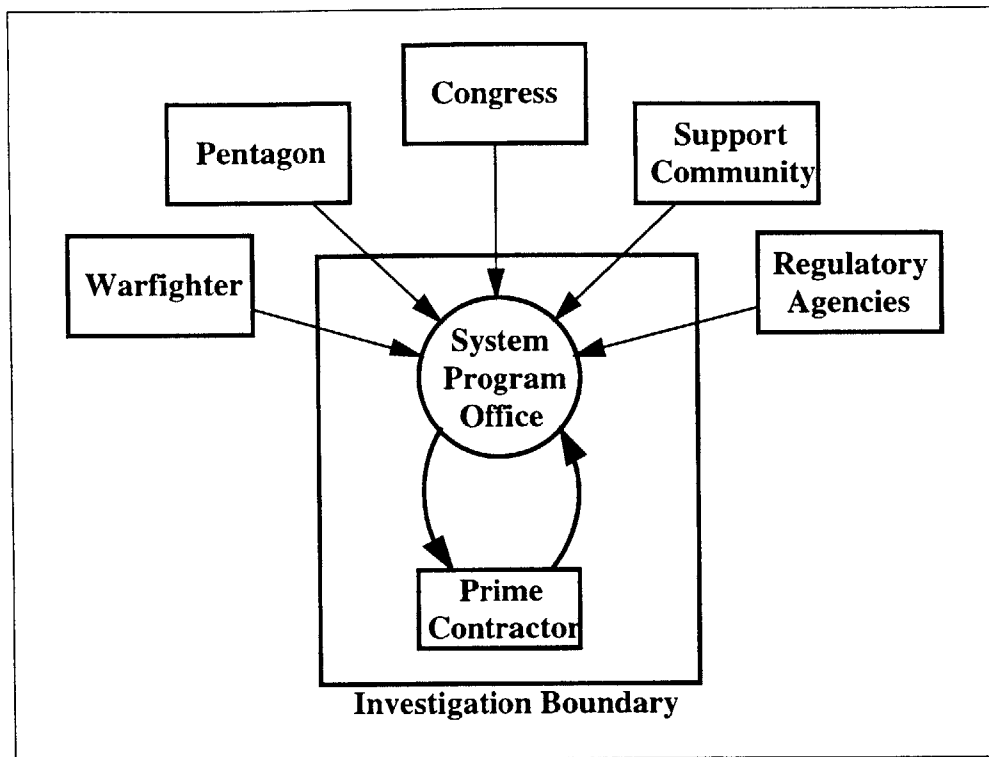 Congress
Pentagon
Support
Community
Warfighter
Regulatory
Agencies
System
Program
Office
Prime
Contractor
Investigation Boundary